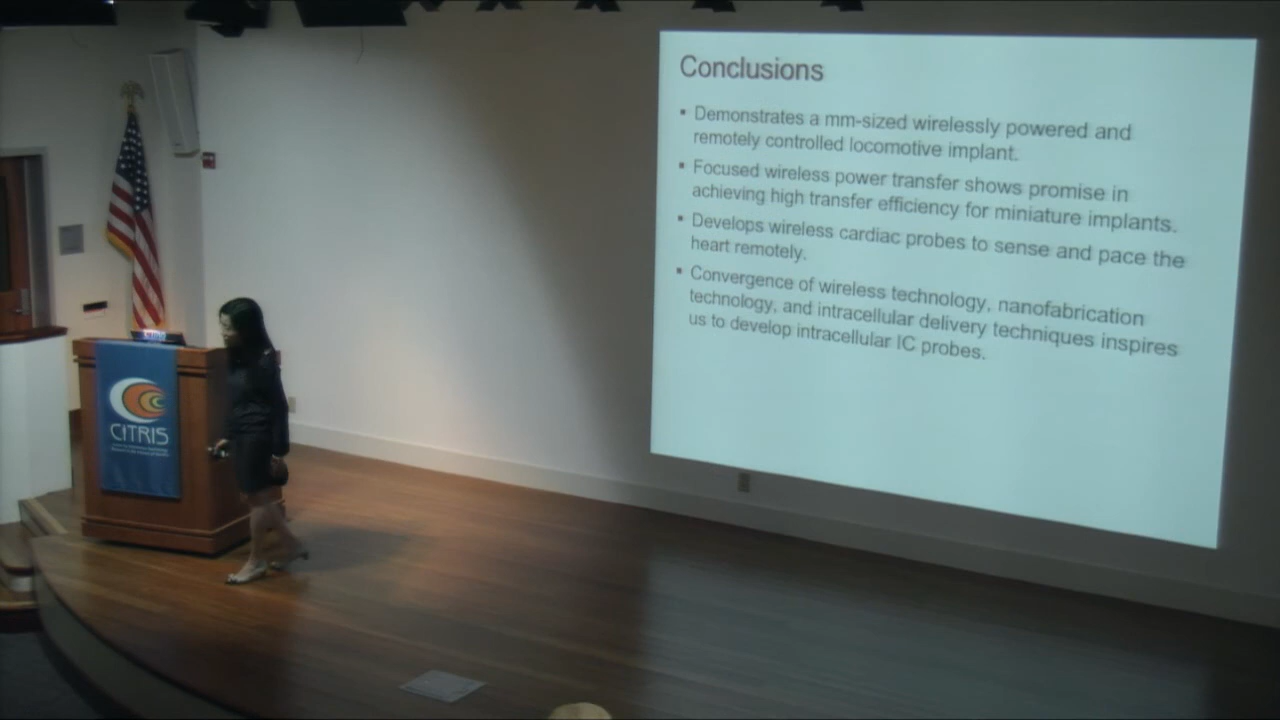 Conclusions
▪ Demonstrates a mm-sized wirelessly powered and
remotely controlled locomotive implant.
▪ Focused wireless power transfer shows promise in
achieving high transfer efficiency for miniature implants.
▪ Develops wireless cardiac probes to sense and pace the
heart remotely.
▪ Convergence of wireless technology, nanofabrication
technology, and intracellular delivery techniques inspires
us to develop intracellular IC probes.
CITRIS